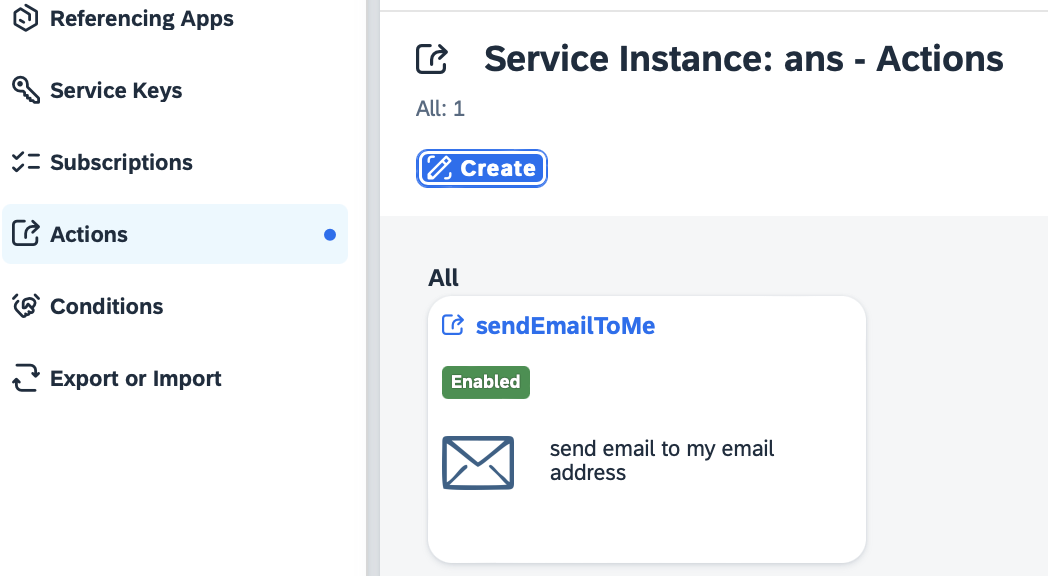 Referencing Apps
Service Keys
Subscriptions
Actions
Conditions
Export or Import
Service Instance: ans - Actions
All: 1
Create
All
sendEmailToMe
Enabled
send email to my email
address